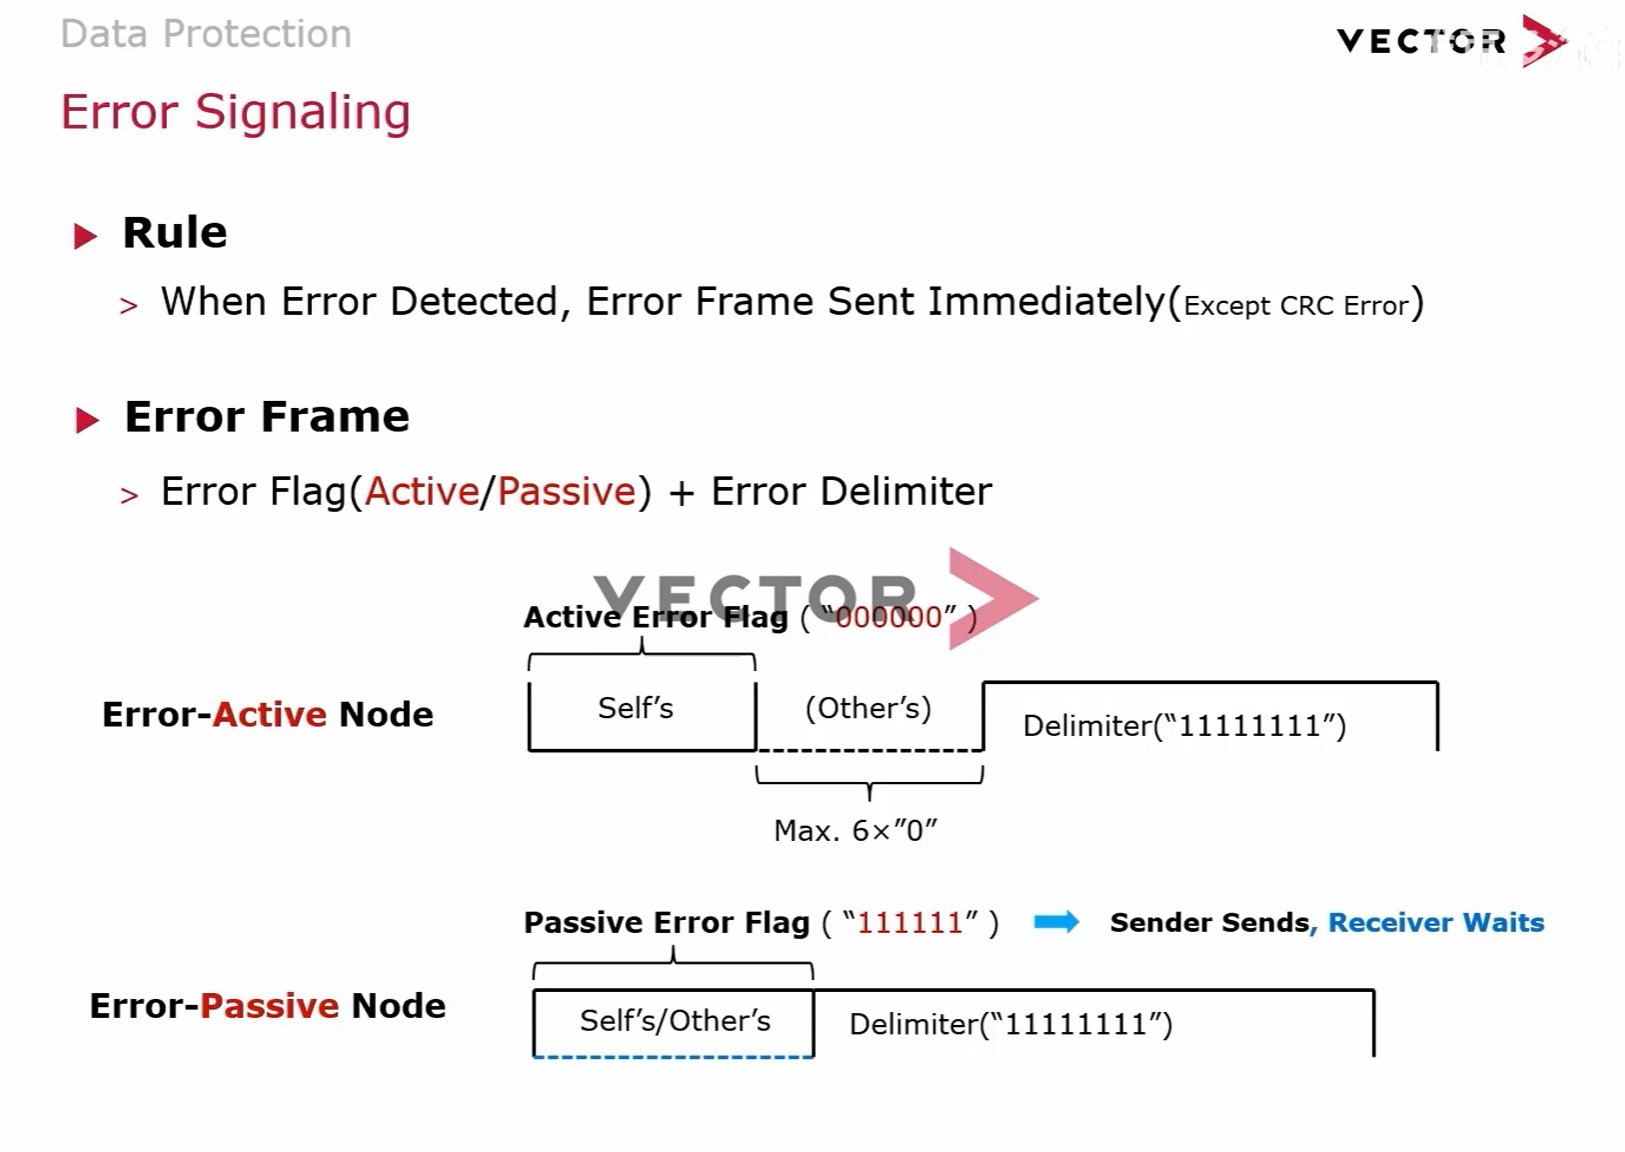 Data Protection
VECTOR
Error Signaling
Rule
> When Error Detected, Error Frame Sent Immediately(Except CRC Error)
Error Frame
> Error Flag(Active/Passive) + Error Delimiter
VECTOR
Active Error Flag ( “000000” )
Error-Active Node
Self’s
(Other’s)
Delimiter(“11111111”)
Max. 6×”0”
Passive Error Flag ( “111111” )
Sender Sends, Receiver Waits
Error-Passive Node
Self’s/Other’s
Delimiter(“11111111”)